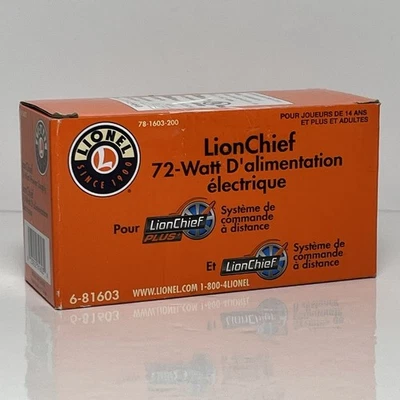 78-1603-200
POUR JOUEURS DE 14 ANS
ET PLUS ET ADULTES
LIONEL
L
SINCE 1900
LionChief
72-Watt D'alimentation
électrique
Pour
LionChief
PLUS
Système de
commande
à distance
Et
LionChief
Système de
commande
à distance
6-81603
WWW.LIONEL.COM 1-800-4LIONEL